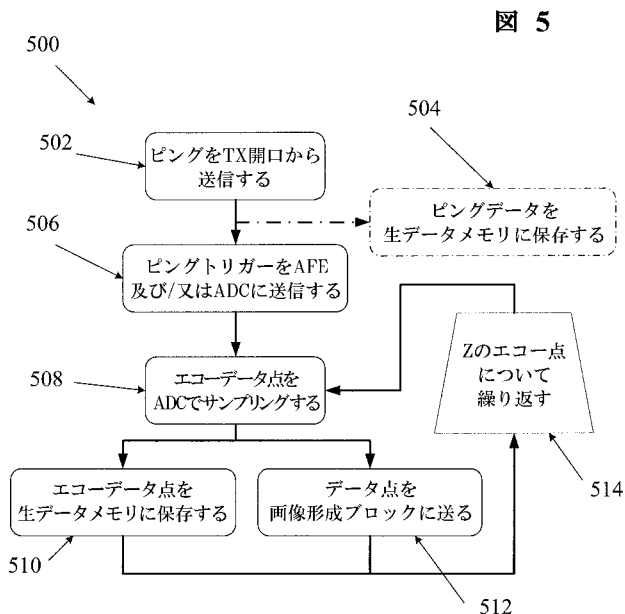 図 5
500
504
502
ピングをTX開口から
送信する
ピングデータを
生データメモリに保存する
506
ピングトリガーをAFE
及び/又はADCに送信する
Zのエコー点
について
繰り返す
508
エコーデータ点を
ADCでサンプリングする
514
エコーデータ点を
生データメモリに保存する
データ点を
画像形成ブロックに送る
510
512